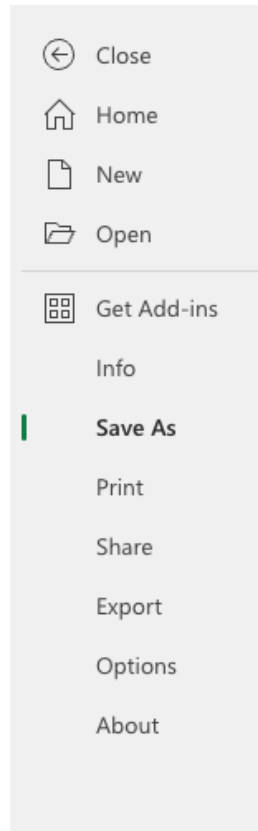 Close
Home
New
Open
Get Add-ins
Info
Save As
Print
Share
Export
Options
About